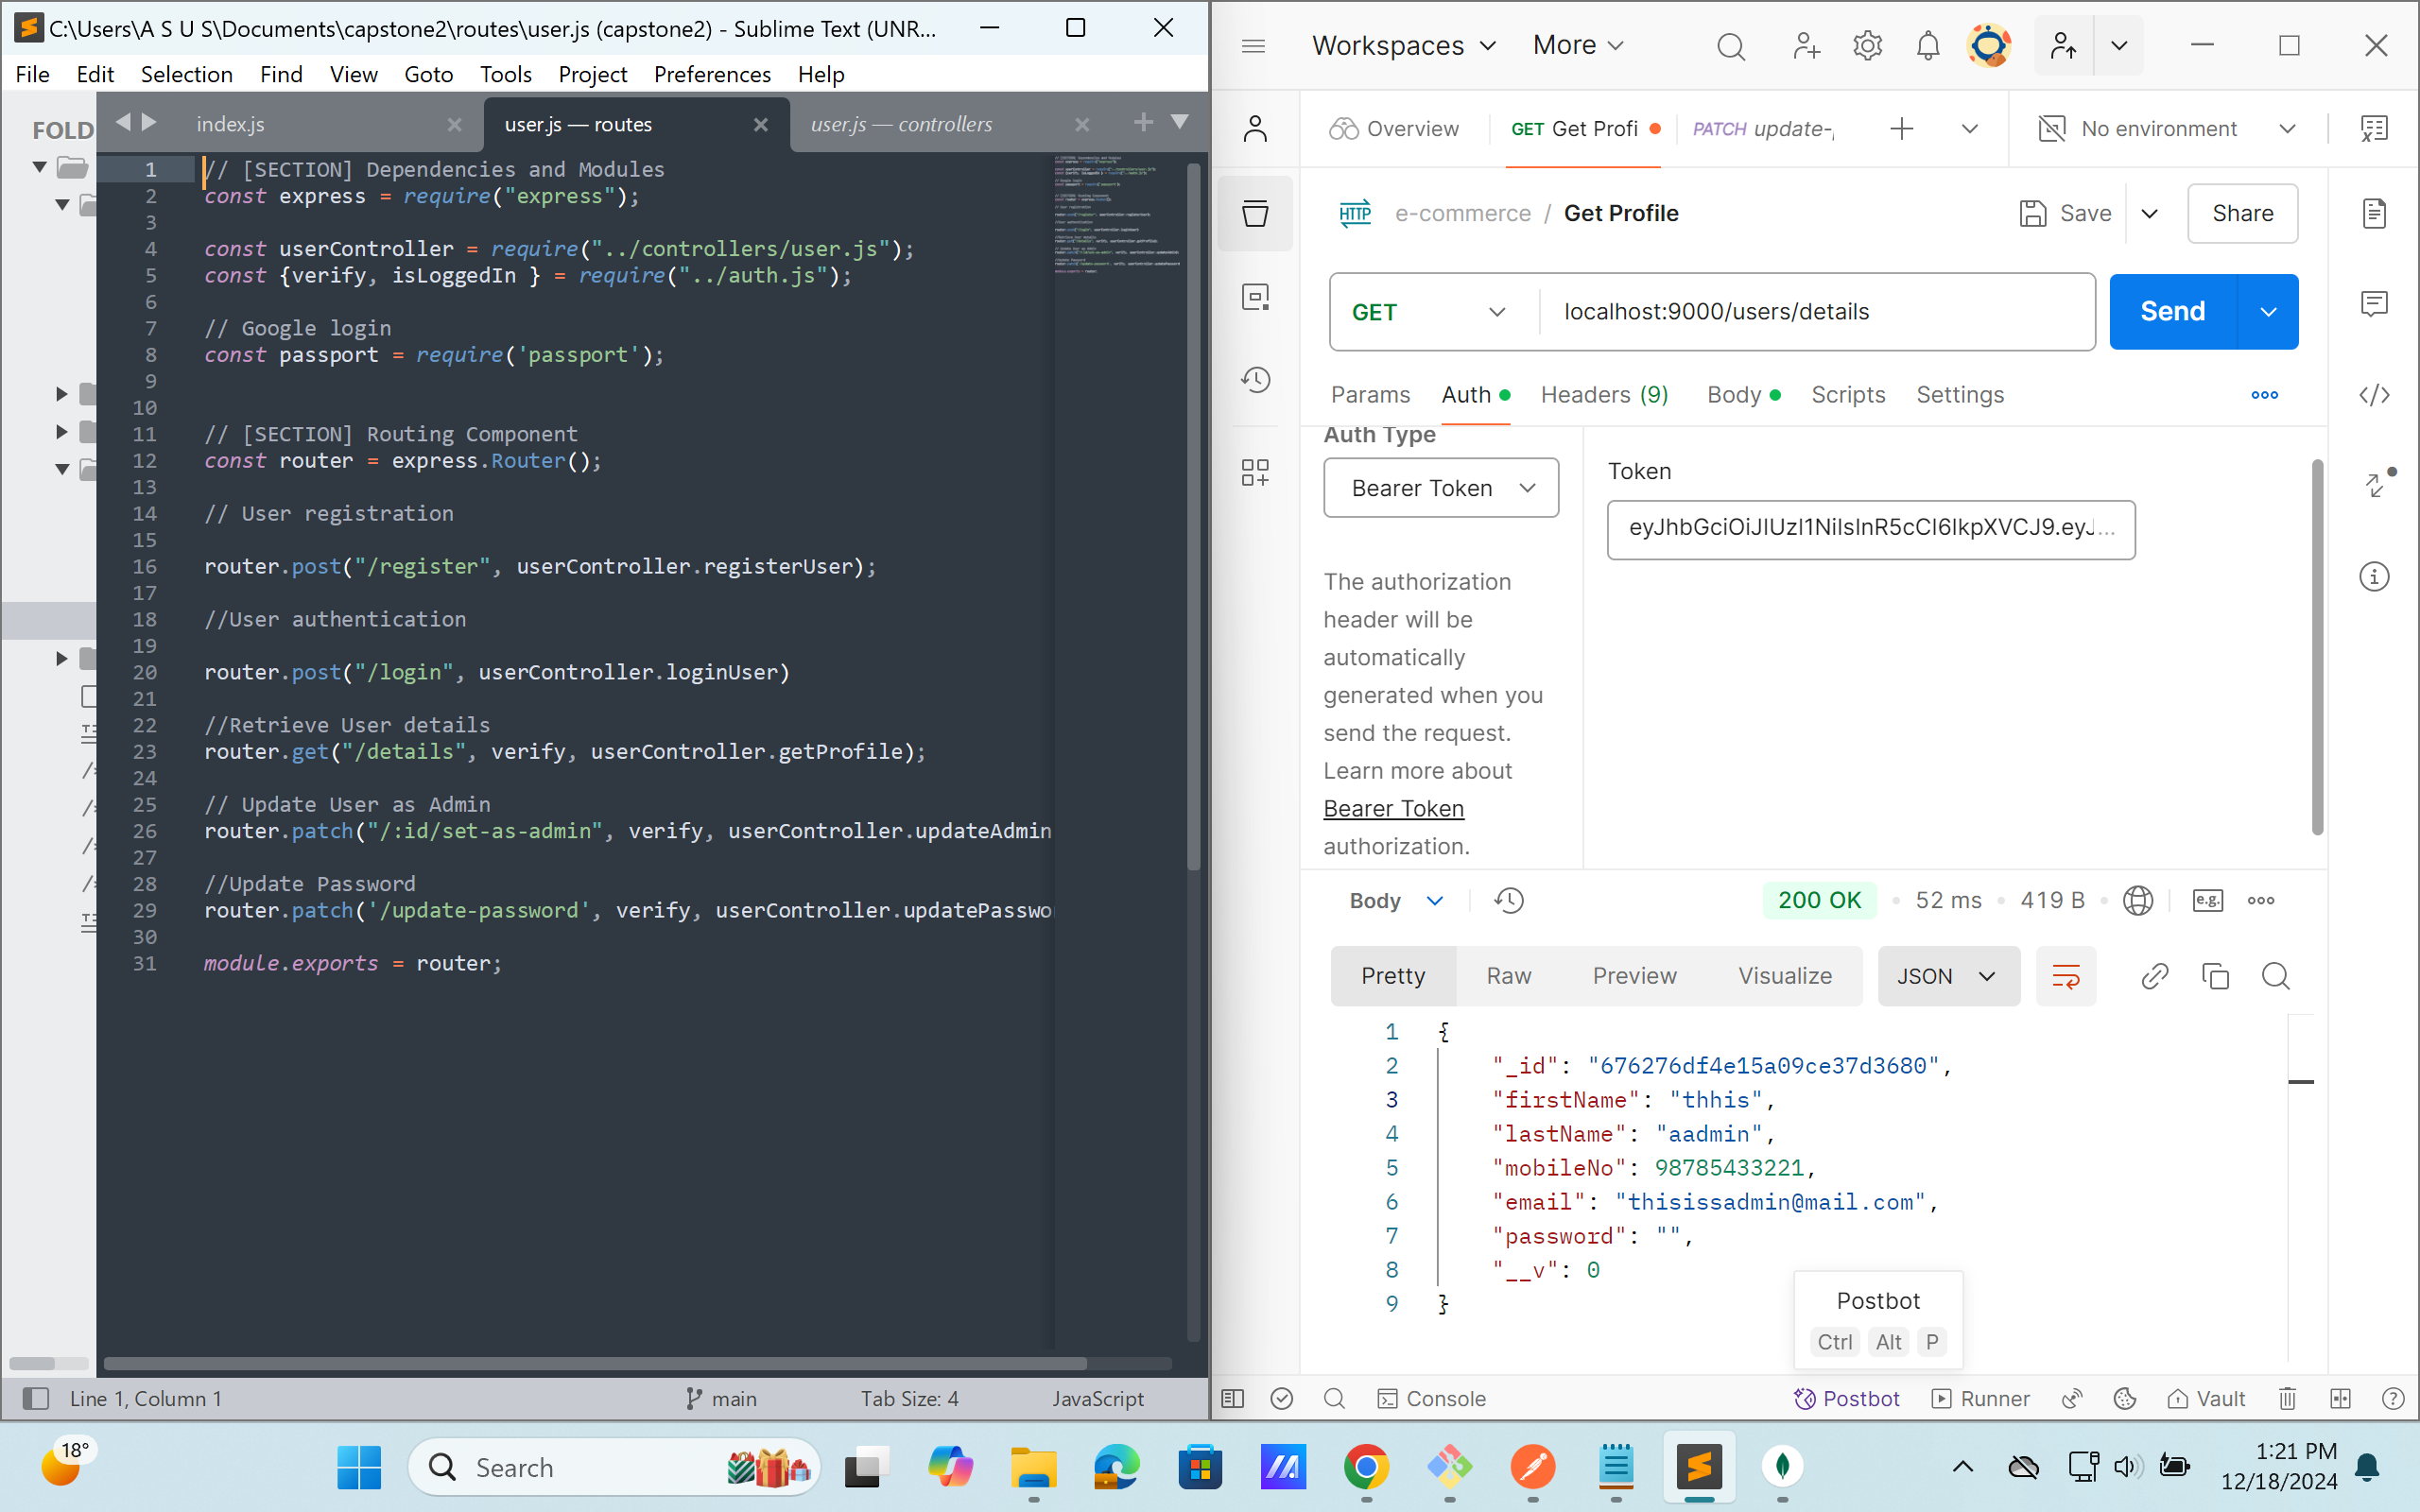 C:\Users\A S U S\Documents\capstone2\routes\user.js (capstone2) - Sublime Text (UNR...
File Edit Selection Find View Goto Tools Project Preferences Help
FOLD
index.js
user.js — routes
user.js — controllers
1 // [SECTION] Dependencies and Modules
2 const express = require("express");
3
4 const userController = require("../controllers/user.js");
5 const {verify, isLoggedIn } = require("../auth.js");
6
7 // Google login
8 const passport = require('passport');
9
10
11 // [SECTION] Routing Component
12 const router = express.Router();
13
14 // User registration
15
16 router.post("/register", userController.registerUser);
17
18 //User authentication
19
20 router.post("/login", userController.loginUser)
21
22 //Retrieve User details
23 router.get("/details", verify, userController.getProfile);
24
25 // Update User as Admin
26 router.patch("/:id/set-as-admin", verify, userController.updateAdmin
27
28 //Update Password
29 router.patch('/update-password', verify, userController.updatePasswo
30
31 module.exports = router;
Line 1, Column 1
main
Tab Size: 4
JavaScript
Workspaces More
Overview
GET Get Profi
PATCH update-
No environment
HTTP e-commerce / Get Profile
Save
Share
GET
localhost:9000/users/details
Send
Params Auth Headers (9) Body Scripts Settings
Auth Type
Bearer Token
The authorization
header will be
automatically
generated when you
send the request.
Learn more about
Bearer Token
authorization.
Token
eyJhbGciOiJIUzI1NiIsInR5cCI6IkpXVCJ9.eyJ...
Body
200 OK
52 ms
419 B
e.g.
Pretty Raw Preview Visualize
JSON
1 {
2 "_id": "676276df4e15a09ce37d3680",
3 "firstName": "thhis",
4 "lastName": "aadmin",
5 "mobileNo": 98785433221,
6 "email": "thisissadmin@mail.com",
7 "password": "",
8 "__v": 0
9 }
Postbot
Ctrl Alt P
Console
Postbot
Runner
Vault
18°
Search
1:21 PM
12/18/2024